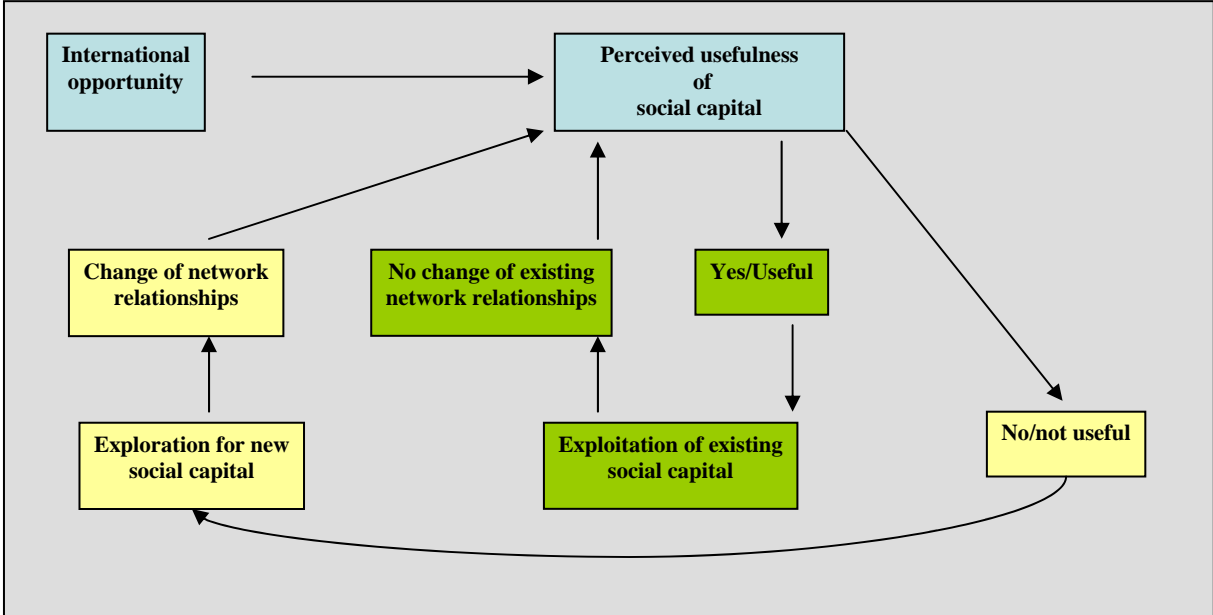 International
opportunity
Perceived usefulness
of
social capital
Change of network
relationships
No change of existing
network relationships
Yes/Useful
Exploration for new
social capital
Exploitation of existing
social capital
No/not useful